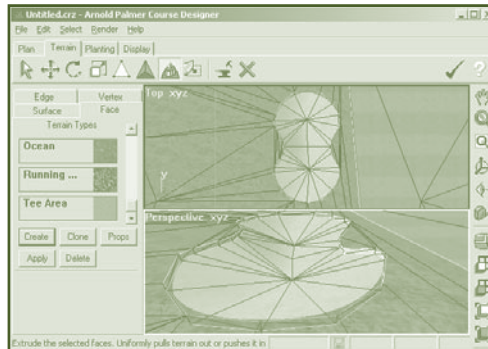 Untitled.crz - Arnold Palmer Course Designer
File Edit Select Render Help
Plan Terrain Planting Display
Edge Vertex
Surface Face
Terrain Types
Ocean
Running ...
Tee Area
Create Clone Props
Apply Delete
Top xyz
y
Perspective xyz
Extrude the selected faces. Uniformly pulls terrain out or pushes it in